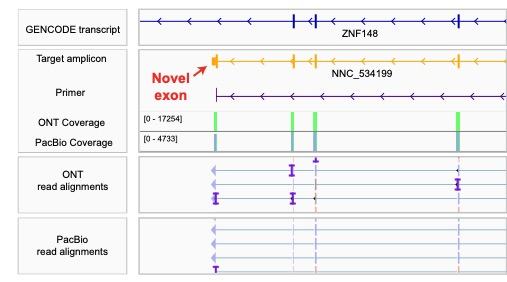 GENCODE transcript
ZNF148
Target amplicon
Novel
exon
NNC_534199
Primer
ONT Coverage
[0 - 17254]
PacBio Coverage
[0 - 4733]
ONT
read alignments
PacBio
read alignments